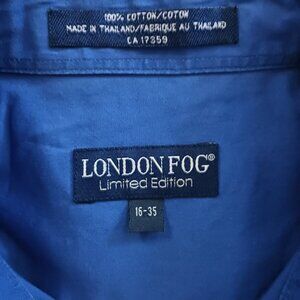 100% COTTON/COTON
MADE IN THAILAND/FABRIQUE AU THAILAND
CA 17359
LONDON FOG®
Limited Edition
16-35